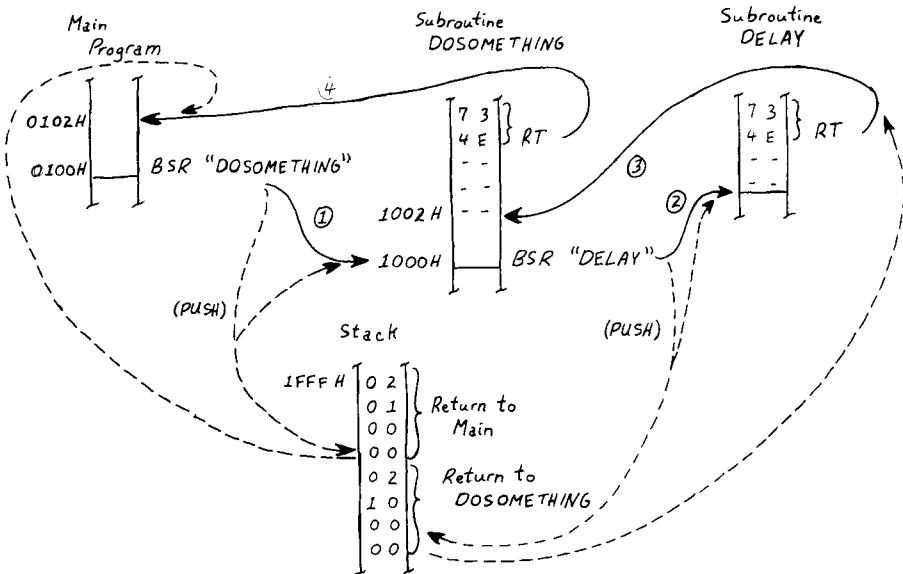 Main
Program
Subroutine
DOSOMETHING
Subroutine
DELAY
4
0102H
0100H
BSR "DOSOMETHING"
7 3
4 E
- -
- -
- -
RT
1002H
1000H
BSR "DELAY"
7 3
4 E
- -
- -
RT
①
②
③
(PUSH)
(PUSH)
Stack
1FFFH
0 2
0 1
0 0
0 0
Return to
Main
0 2
1 0
0 0
0 0
Return to
DOSOMETHING